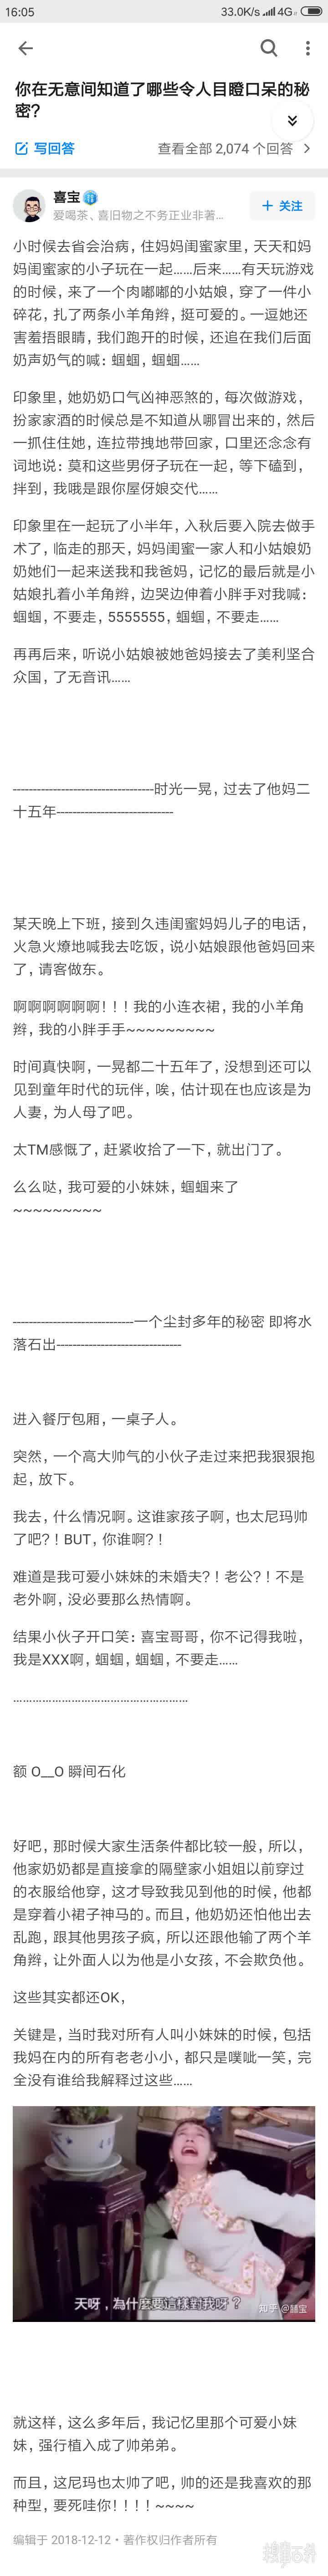 16:05
33.0K/s 4G
你在无意间知道了哪些令人目瞪口呆的秘
密？
写回答
查看全部 2,074 个回答
喜宝
爱喝茶、喜旧物之不务正业非著...
+ 关注
小时候去省会治病，住妈妈闺蜜家里，天天和妈
妈闺蜜家的小子玩在一起……后来……有天玩游戏
的时候，来了一个肉嘟嘟的小姑娘，穿了一件小
碎花，扎了两条小羊角辫，挺可爱的。一逗她还
害羞捂眼睛，我们跑开的时候，还追在我们后面
奶声奶气的喊：蝈蝈，蝈蝈……
印象里，她奶奶口气凶神恶煞的，每次做游戏，
扮家家酒的时候总是不知道从哪冒出来的，然后
一抓住住她，连拉带拽地带回家，口里还念念有
词地说：莫和这些男伢子玩在一起，等下磕到，
拌到，我哦是跟你屋伢娘交代……
印象里在一起玩了小半年，入秋后要入院去做手
术了，临走的那天，妈妈闺蜜一家人和小姑娘奶
奶她们一起来送我和我爸妈，记忆的最后就是小
姑娘扎着小羊角辫，边哭边伸着小胖手对我喊：
蝈蝈，不要走，5555555，蝈蝈，不要走……
再再后来，听说小姑娘被她爸妈接去了美利坚合
众国，了无音讯……
-----------------------------------时光一晃，过去了他妈二
十五年-----------------------------
某天晚上下班，接到久违闺蜜妈妈儿子的电话，
火急火燎地喊我去吃饭，说小姑娘跟他爸妈回来
了，请客做东。
啊啊啊啊啊啊！！！我的小连衣裙，我的小羊角
辫，我的小胖手手~~~~~~~~~
时间真快啊，一晃都二十五年了，没想到还可以
见到童年时代的玩伴，唉，估计现在也应该是为
人妻，为人母了吧。
太TM感慨了，赶紧收拾了一下，就出门了。
么么哒，我可爱的小妹妹，蝈蝈来了
~~~~~~~~~
------------------------------一个尘封多年的秘密 即将水
落石出-------------------------------
进入餐厅包厢，一桌子人。
突然，一个高大帅气的小伙子走过来把我狠狠抱
起，放下。
我去，什么情况啊。这谁家孩子啊，也太尼玛帅
了吧？！BUT，你谁啊？！
难道是我可爱小妹妹的未婚夫？！老公？！不是
老外啊，没必要那么热情啊。
结果小伙子开口笑：喜宝哥哥，你不记得我啦，
我是XXX啊，蝈蝈，蝈蝈，不要走……
………………………………………………
额 O__O 瞬间石化
好吧，那时候大家生活条件都比较一般，所以，
他家奶奶都是直接拿的隔壁家小姐姐以前穿过
的衣服给他穿，这才导致我见到他的时候，他都
是穿着小裙子神马的。而且，他奶奶还怕他出去
乱跑，跟其他男孩子疯，所以还跟他输了两个羊
角辫，让外面人以为他是小女孩，不会欺负他。
这些其实都还OK，
关键是，当时我对所有人叫小妹妹的时候，包括
我妈在内的所有老老小小，都只是噗呲一笑，完
全没有谁给我解释过这些……
天呀，為什麼要這樣對我呀？
知乎 @喜宝
就这样，这么多年后，我记忆里那个可爱小妹
妹，强行植入成了帅弟弟。
而且，这尼玛也太帅了吧，帅的还是我喜欢的那
种型，要死哇你！！！！~~~~
编辑于 2018-12-12 · 著作权归作者所有